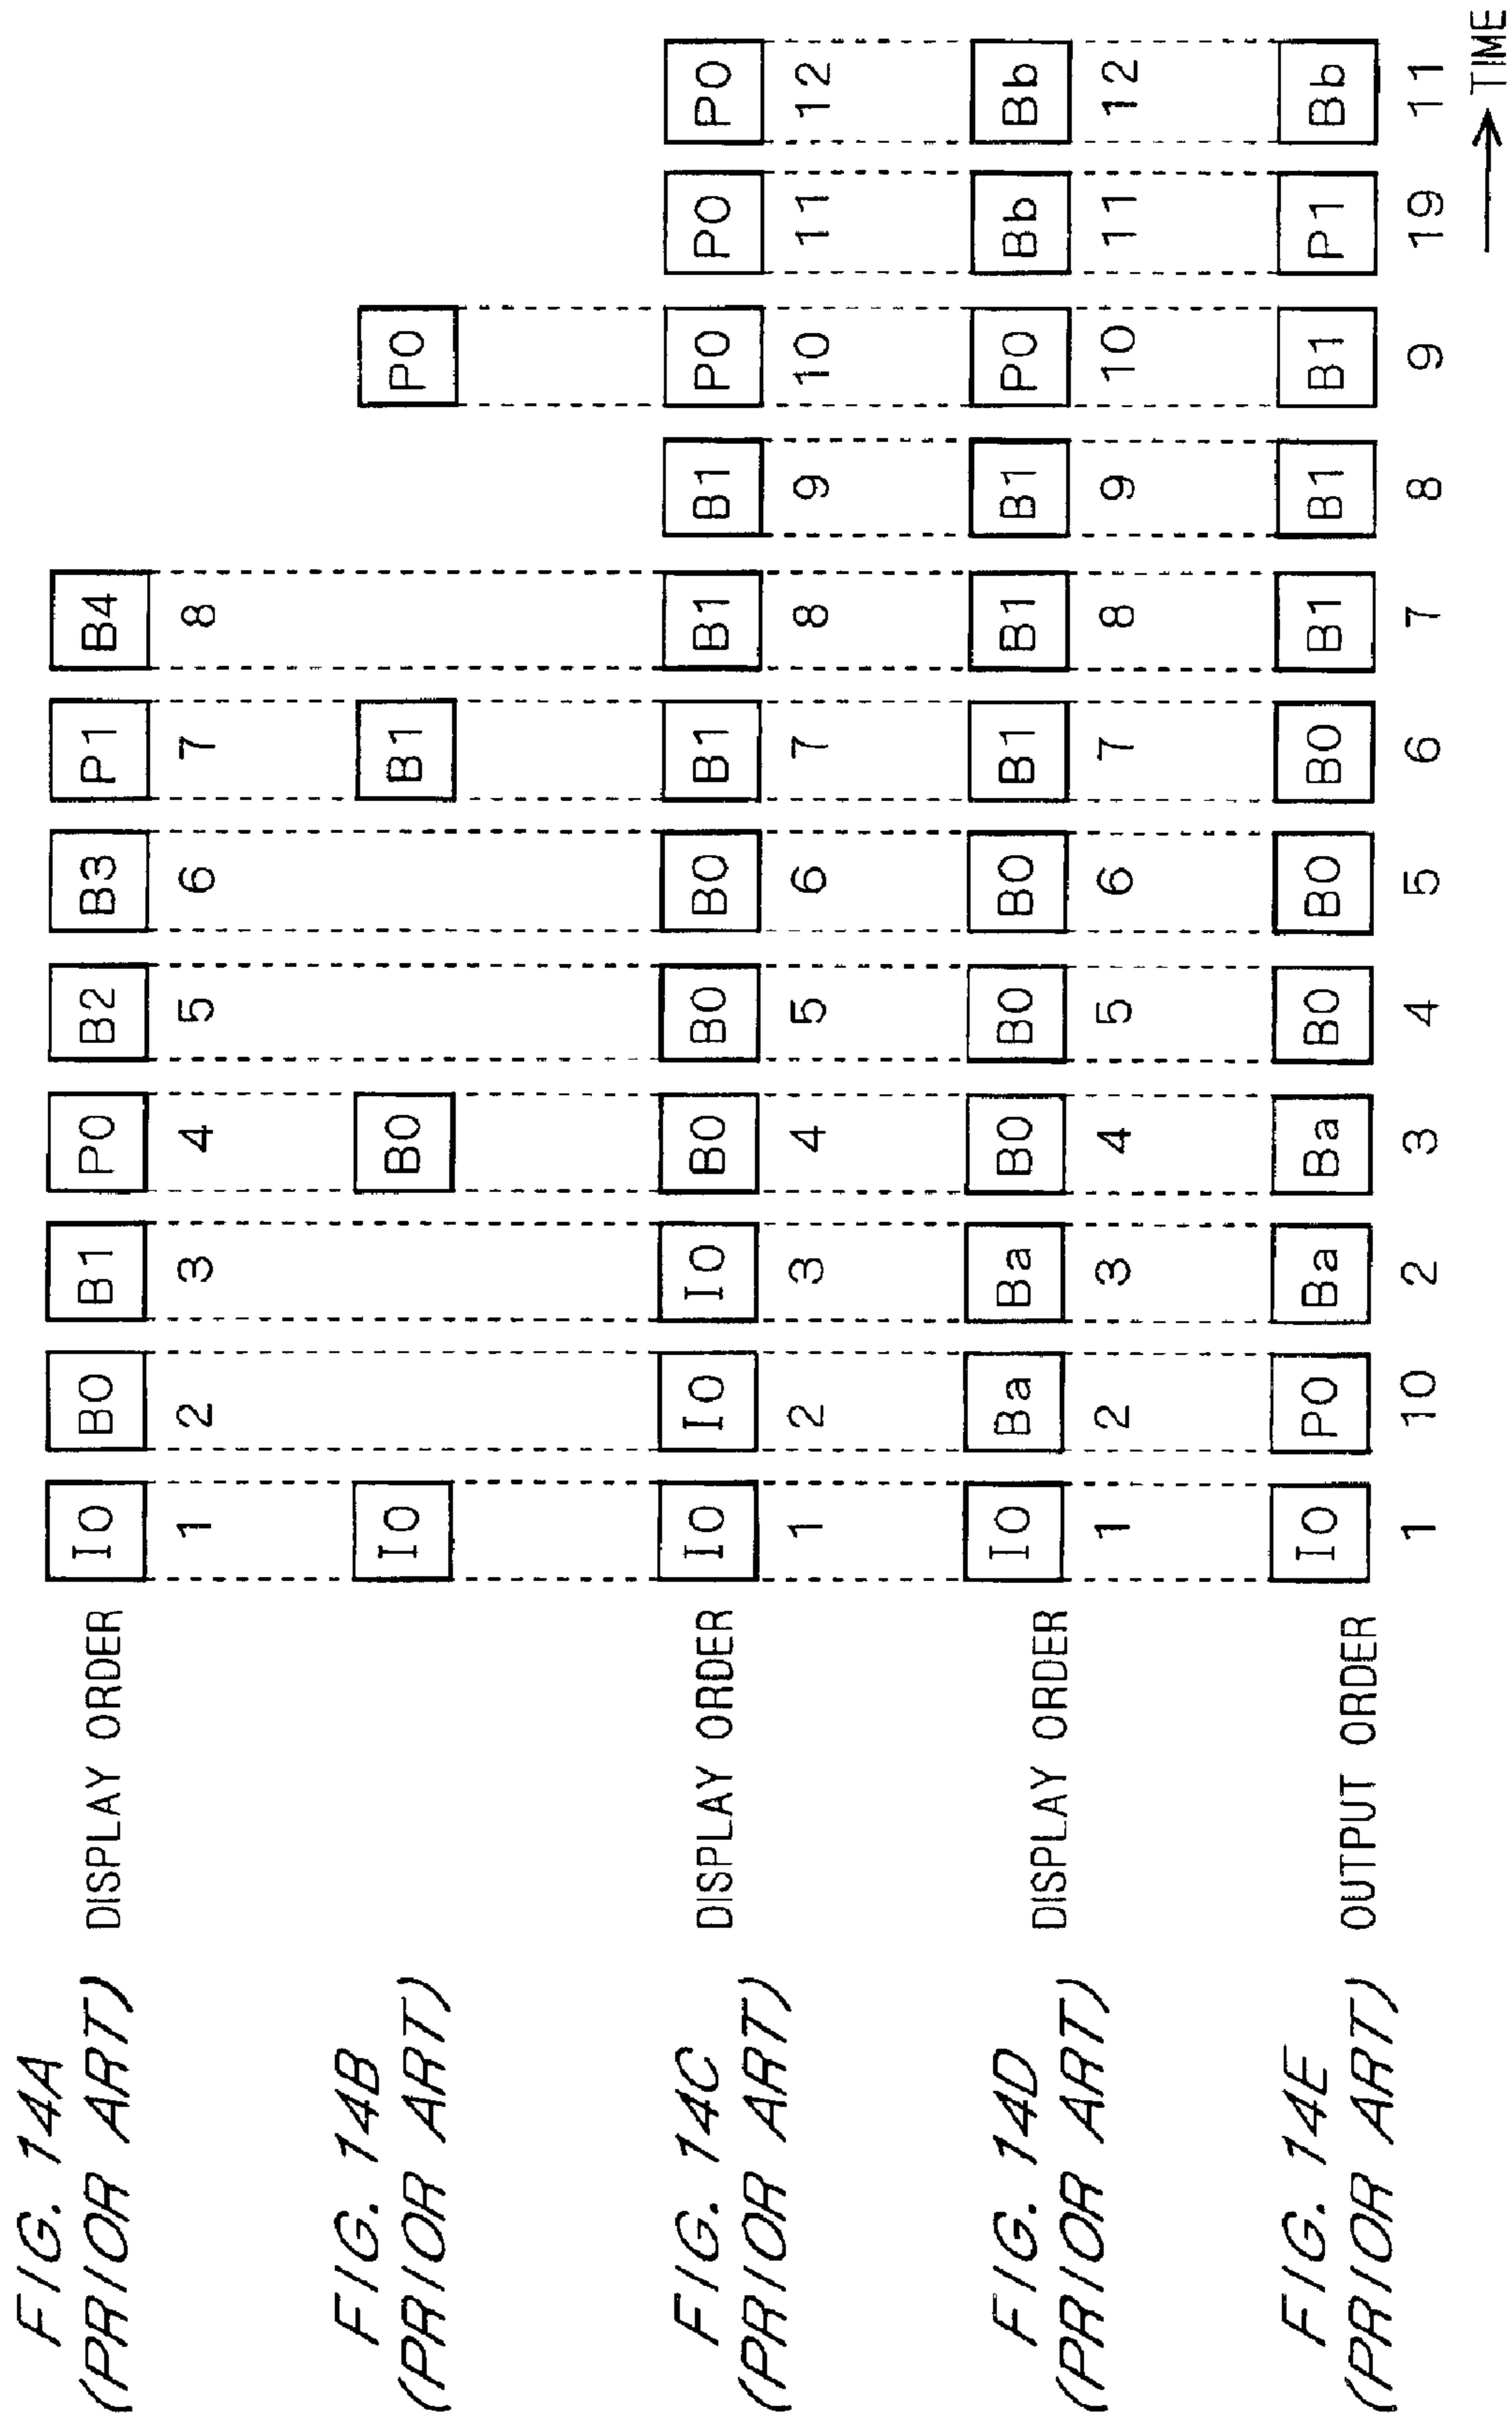 FIG. 14A
(PRIOR ART)
DISPLAY ORDER
I0 B0 B1 P0 B2 B3 P1 B4
1 2 3 4 5 6 7 8
FIG. 14B
(PRIOR ART)
I0 B0 B1 P0
FIG. 14C
(PRIOR ART)
DISPLAY ORDER
I0 I0 I0 B0 B0 B0 B1 B1 B1 P0 P0 P0
1 2 3 4 5 6 7 8 9 10 11 12
FIG. 14D
(PRIOR ART)
DISPLAY ORDER
I0 Ba Ba B0 B0 B0 B1 B1 B1 P0 Bb Bb
1 2 3 4 5 6 7 8 9 10 11 12
FIG. 14E
(PRIOR ART)
OUTPUT ORDER
I0 P0 Ba Ba B0 B0 B0 B1 B1 B1 P1 Bb
1 10 2 3 4 5 6 7 8 9 19 11
TIME